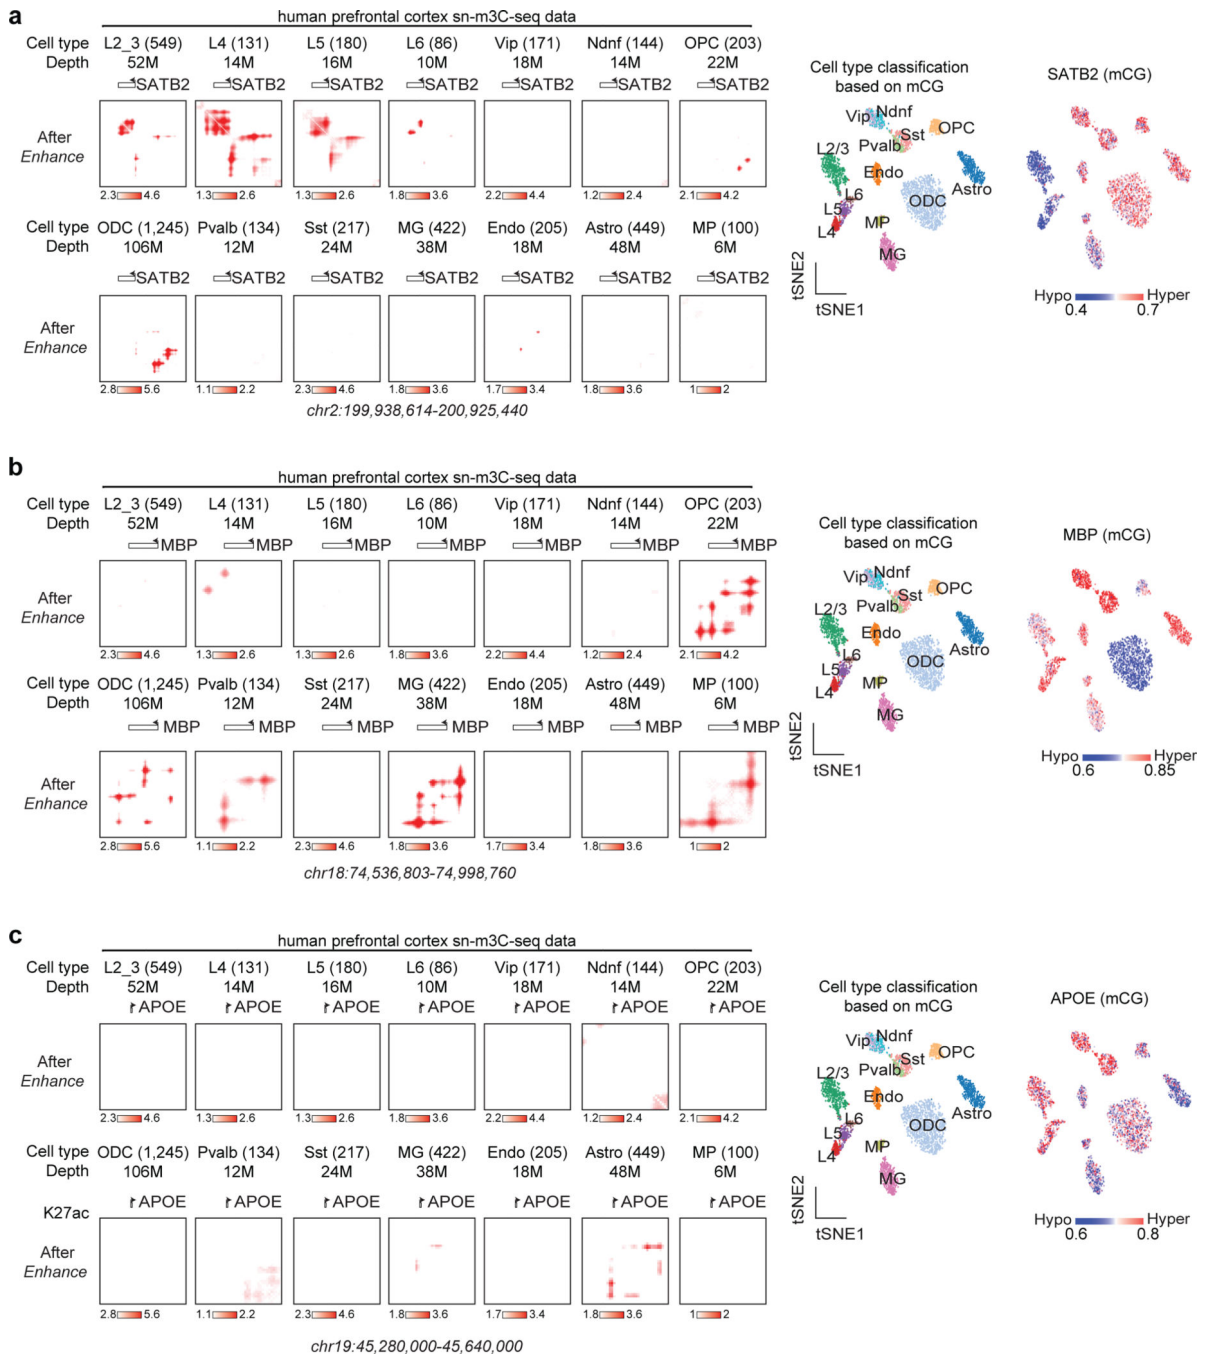 a
human prefrontal cortex sn-m3C-seq data
Cell type L2_3 (549) L4 (131) L5 (180) L6 (86) Vip (171) Ndnf (144) OPC (203)
Depth 52M 14M 16M 10M 18M 14M 22M
SATB2 SATB2 SATB2 SATB2 SATB2 SATB2 SATB2
After
Enhance
2.3 4.6 1.3 2.6 1.3 2.6 1.8 3.6 2.2 4.4 1.2 2.4 2.1 4.2
Cell type ODC (1,245) Pvalb (134) Sst (217) MG (422) Endo (205) Astro (449) MP (100)
Depth 106M 12M 24M 38M 18M 48M 6M
SATB2 SATB2 SATB2 SATB2 SATB2 SATB2 SATB2
After
Enhance
2.8 5.6 1.1 2.2 2.3 4.6 1.8 3.6 1.7 3.4 1.8 3.6 1 2
chr2:199,938,614-200,925,440
Cell type classification
based on mCG
Vip Ndnf
Sst OPC
Pvalb
L2/3
Endo
Astro
L6
ODC
L5
MP
L4
MG
tSNE2
tSNE1
SATB2 (mCG)
Hypo Hyper
0.4 0.7
b
human prefrontal cortex sn-m3C-seq data
Cell type L2_3 (549) L4 (131) L5 (180) L6 (86) Vip (171) Ndnf (144) OPC (203)
Depth 52M 14M 16M 10M 18M 14M 22M
MBP MBP MBP MBP MBP MBP MBP
After
Enhance
2.3 4.6 1.3 2.6 1.3 2.6 1.8 3.6 2.2 4.4 1.2 2.4 2.1 4.2
Cell type ODC (1,245) Pvalb (134) Sst (217) MG (422) Endo (205) Astro (449) MP (100)
Depth 106M 12M 24M 38M 18M 48M 6M
MBP MBP MBP MBP MBP MBP MBP
After
Enhance
2.8 5.6 1.1 2.2 2.3 4.6 1.8 3.6 1.7 3.4 1.8 3.6 1 2
chr18:74,536,803-74,998,760
Cell type classification
based on mCG
Vip Ndnf
Sst OPC
Pvalb
L2/3
Endo
Astro
L6
ODC
L5
MP
L4
MG
tSNE2
tSNE1
MBP (mCG)
Hypo Hyper
0.6 0.85
c
human prefrontal cortex sn-m3C-seq data
Cell type L2_3 (549) L4 (131) L5 (180) L6 (86) Vip (171) Ndnf (144) OPC (203)
Depth 52M 14M 16M 10M 18M 14M 22M
APOE APOE APOE APOE APOE APOE APOE
After
Enhance
2.3 4.6 1.3 2.6 1.3 2.6 1.8 3.6 2.2 4.4 1.2 2.4 2.1 4.2
Cell type ODC (1,245) Pvalb (134) Sst (217) MG (422) Endo (205) Astro (449) MP (100)
Depth 106M 12M 24M 38M 18M 48M 6M
APOE APOE APOE APOE APOE APOE APOE
K27ac
After
Enhance
2.8 5.6 1.1 2.2 2.3 4.6 1.8 3.6 1.7 3.4 1.8 3.6 1 2
chr19:45,280,000-45,640,000
Cell type classification
based on mCG
Vip Ndnf
Sst OPC
Pvalb
L2/3
Endo
Astro
L6
ODC
L5
MP
L4
MG
tSNE2
tSNE1
APOE (mCG)
Hypo Hyper
0.6 0.8